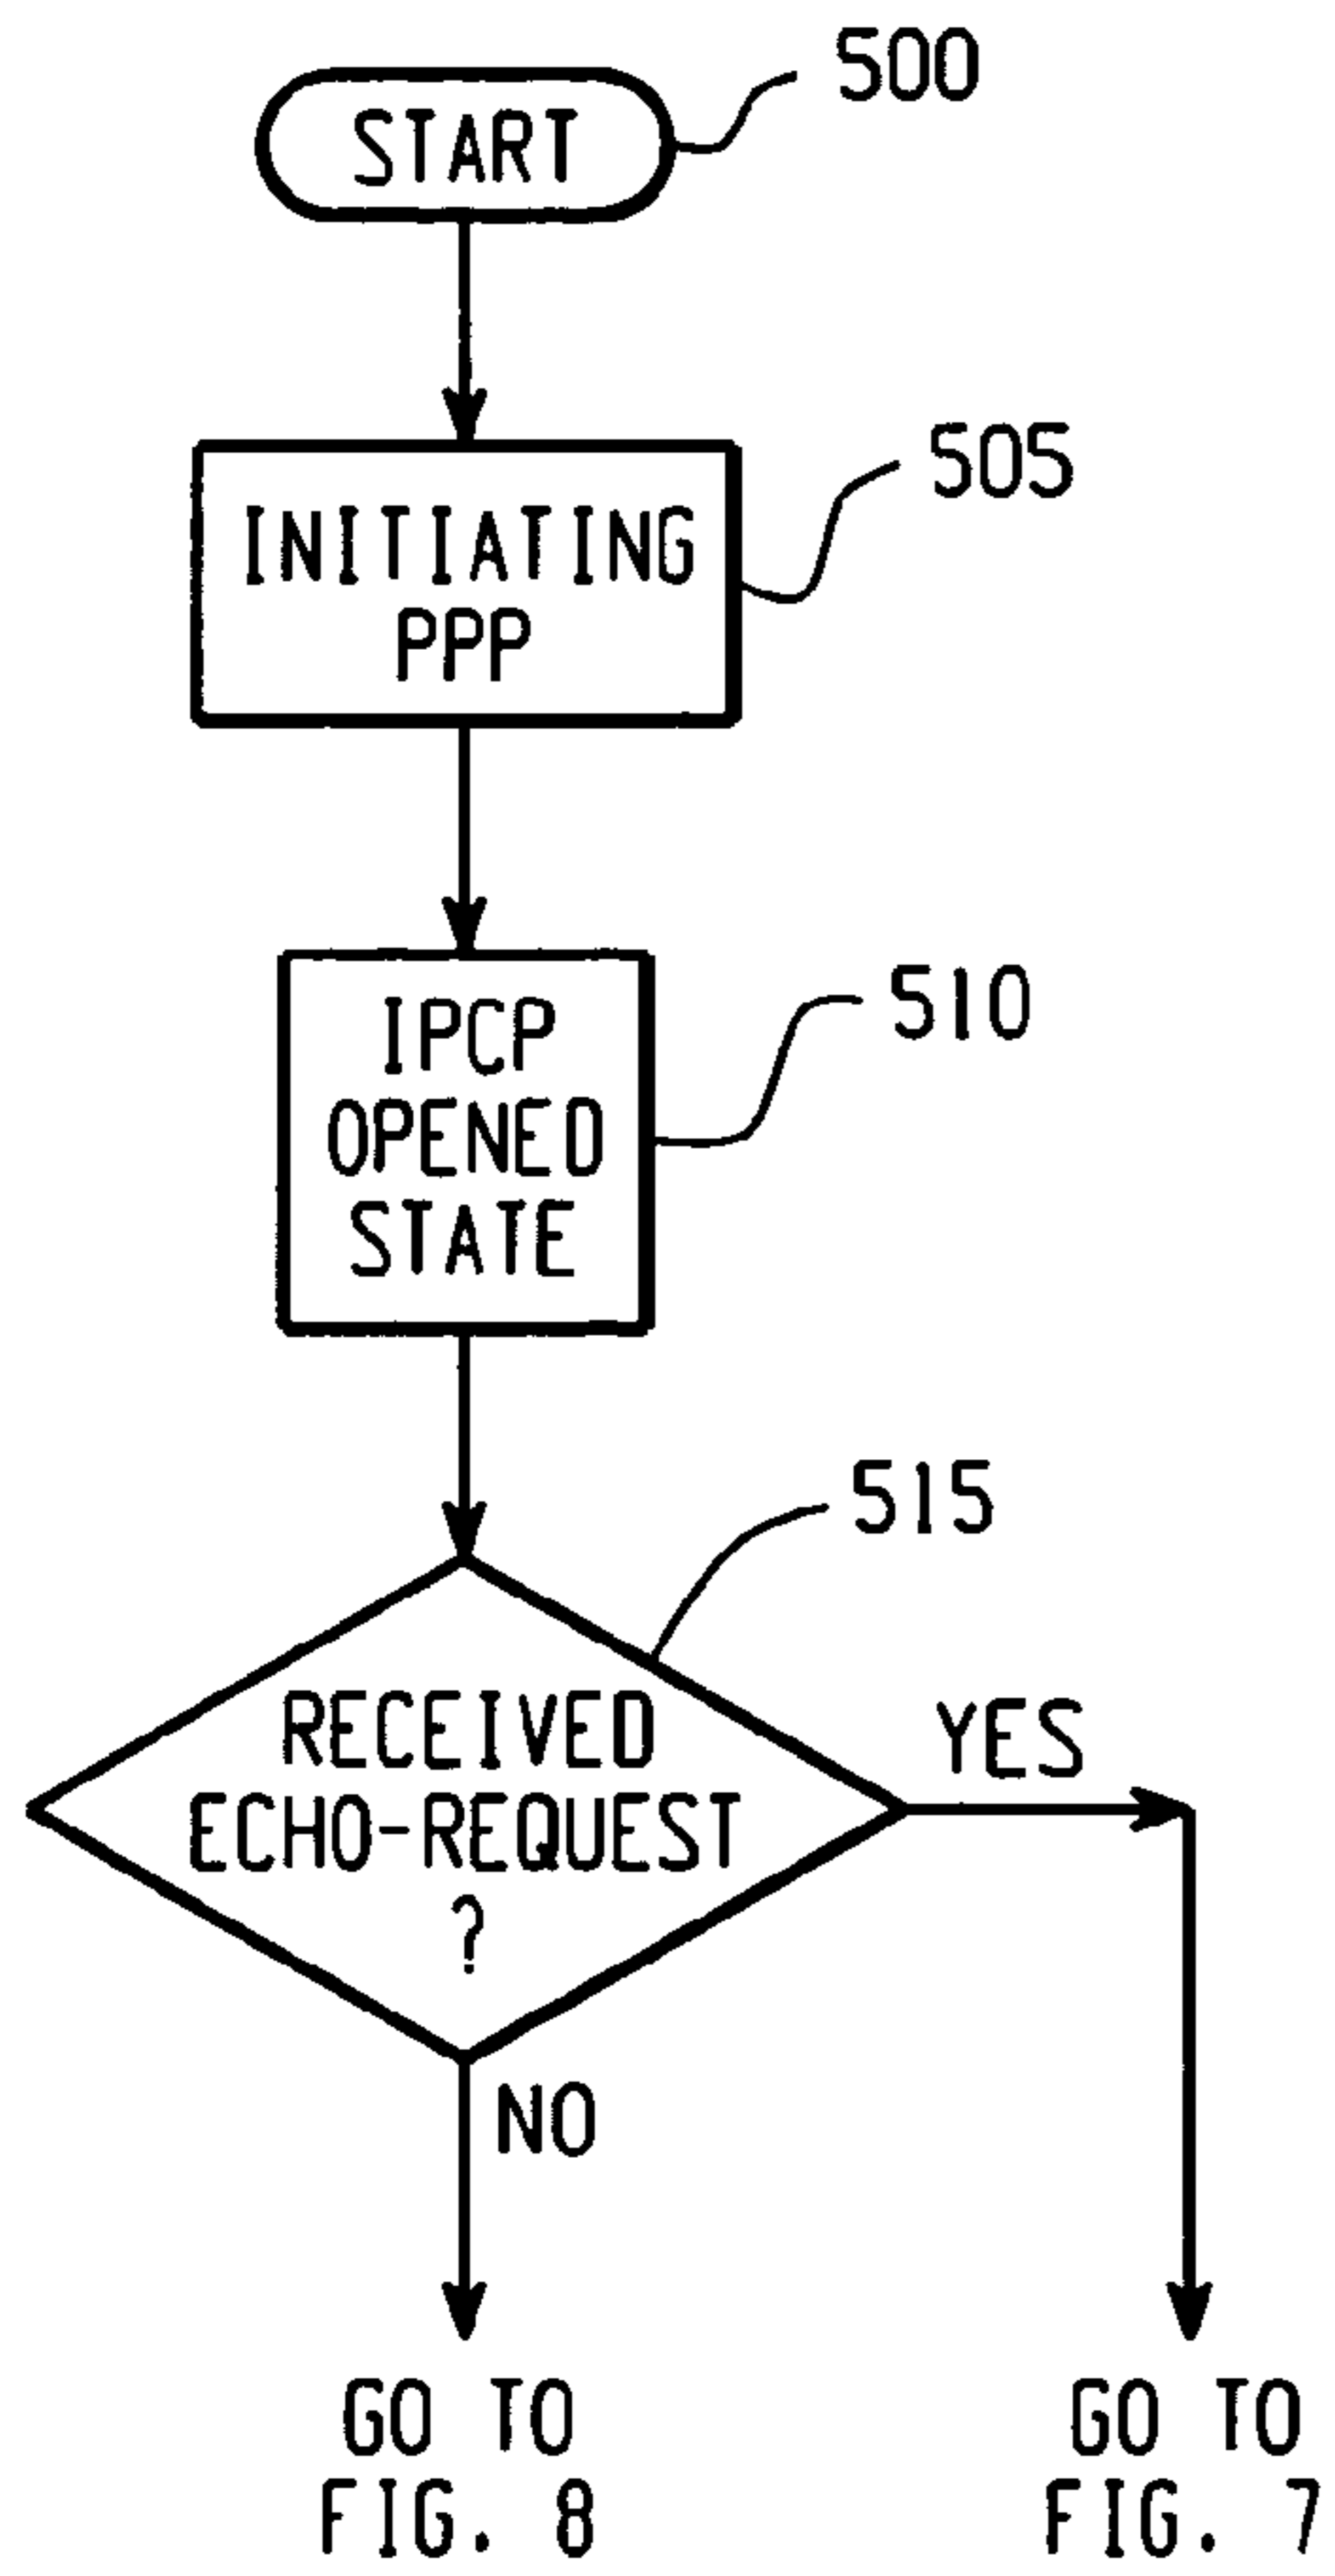 500
START
505
INITIATING
PPP
510
IPCP
OPENED
STATE
515
RECEIVED
ECHO-REQUEST
?
YES
NO
GO TO
FIG. 8
GO TO
FIG. 7